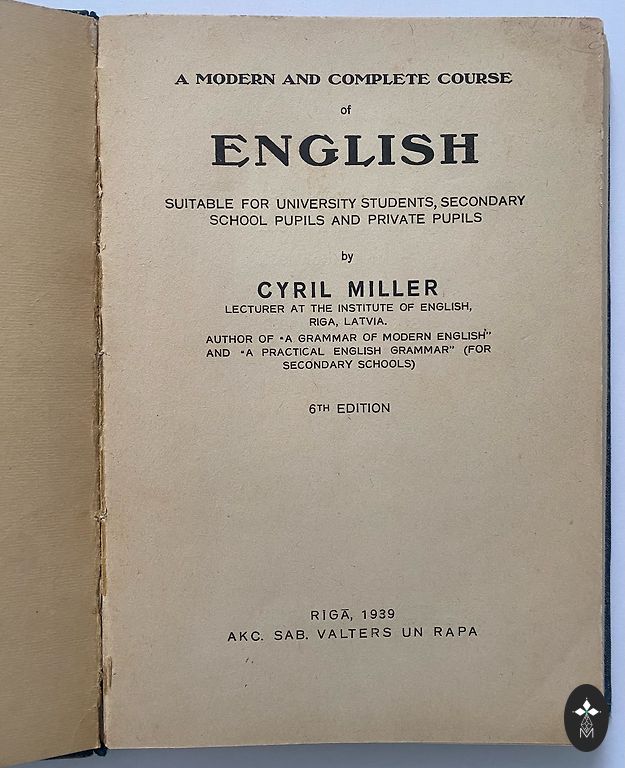 A MODERN AND COMPLETE COURSE
of
ENGLISH
SUITABLE FOR UNIVERSITY STUDENTS, SECONDARY
SCHOOL PUPILS AND PRIVATE PUPILS
by
CYRIL MILLER
LECTURER AT THE INSTITUTE OF ENGLISH,
RIGA, LATVIA.
AUTHOR OF "A GRAMMAR OF MODERN ENGLISH"
AND "A PRACTICAL ENGLISH GRAMMAR" (FOR
SECONDARY SCHOOLS)
6TH EDITION
RĪGĀ, 1939
AKC. SAB. VALTERS UN RAPA
M